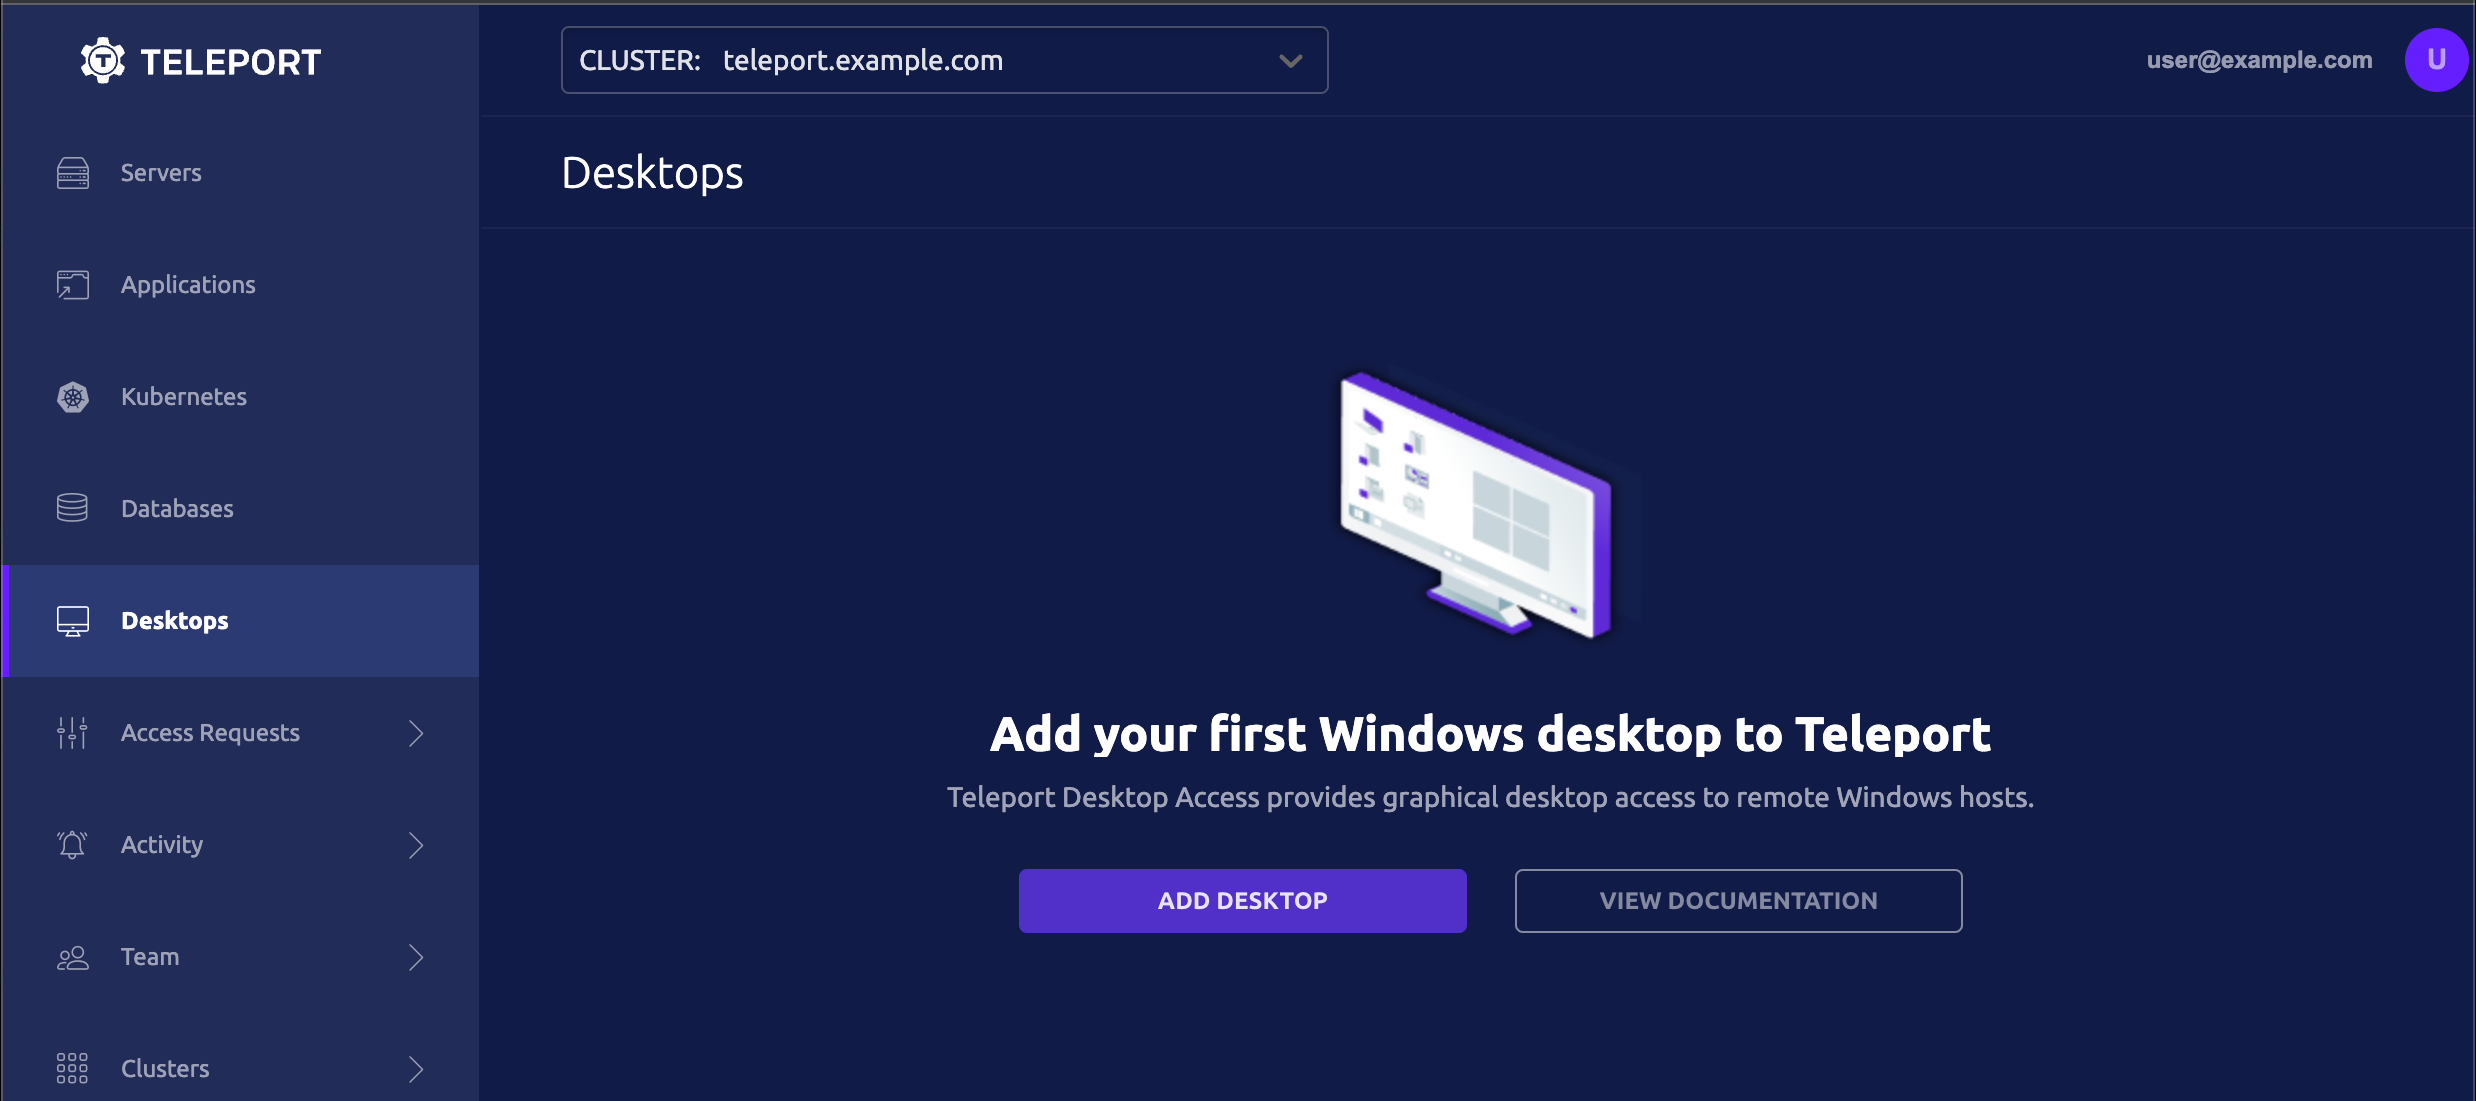 TELEPORT
CLUSTER: teleport.example.com
user@example.com
U
Servers
Applications
Kubernetes
Databases
Desktops
Access Requests
Activity
Team
Clusters
Desktops
Add your first Windows desktop to Teleport
Teleport Desktop Access provides graphical desktop access to remote Windows hosts.
ADD DESKTOP
VIEW DOCUMENTATION